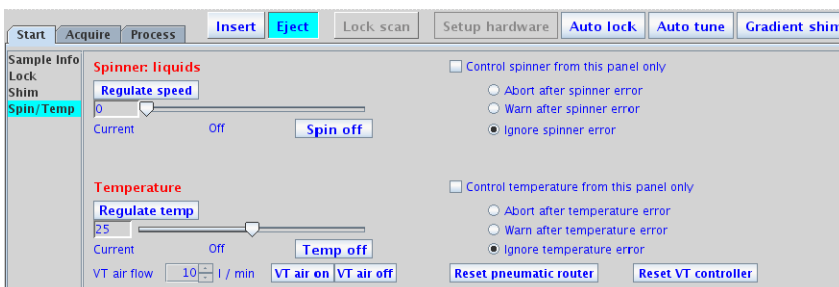 Start Acquire Process Insert Eject Lock scan Setup hardware Auto lock Auto tune Gradient shim
Sample Info
Lock
Shim
Spin/Temp
Spinner: liquids
Regulate speed
0
Current Off Spin off
Control spinner from this panel only
Abort after spinner error
Warn after spinner error
Ignore spinner error
Temperature
Regulate temp
25
Current Off Temp off
VT air flow 10 l / min VT air on VT air off
Control temperature from this panel only
Abort after temperature error
Warn after temperature error
Ignore temperature error
Reset pneumatic router Reset VT controller